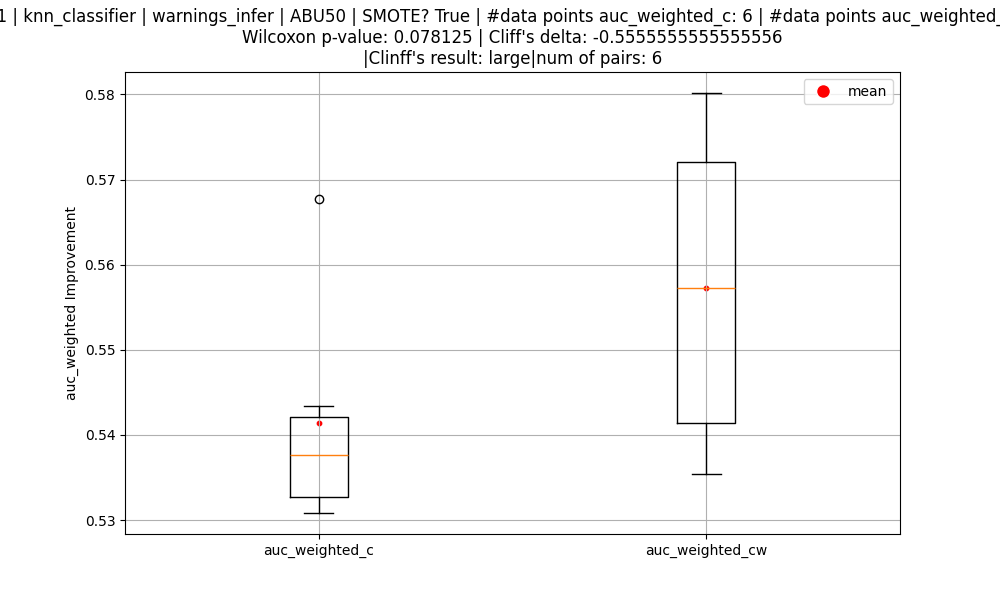 1 | knn_classifier | warnings_infer | ABU50 | SMOTE? True | #data points auc_weighted_c: 6 | #data points auc_weighted_
Wilcoxon p-value: 0.078125 | Cliff's delta: -0.5555555555555556
|Clinff's result: large|num of pairs: 6
mean
0.58
0.57
0.56
0.55
0.54
0.53
auc_weighted Improvement
auc_weighted_c
auc_weighted_cw